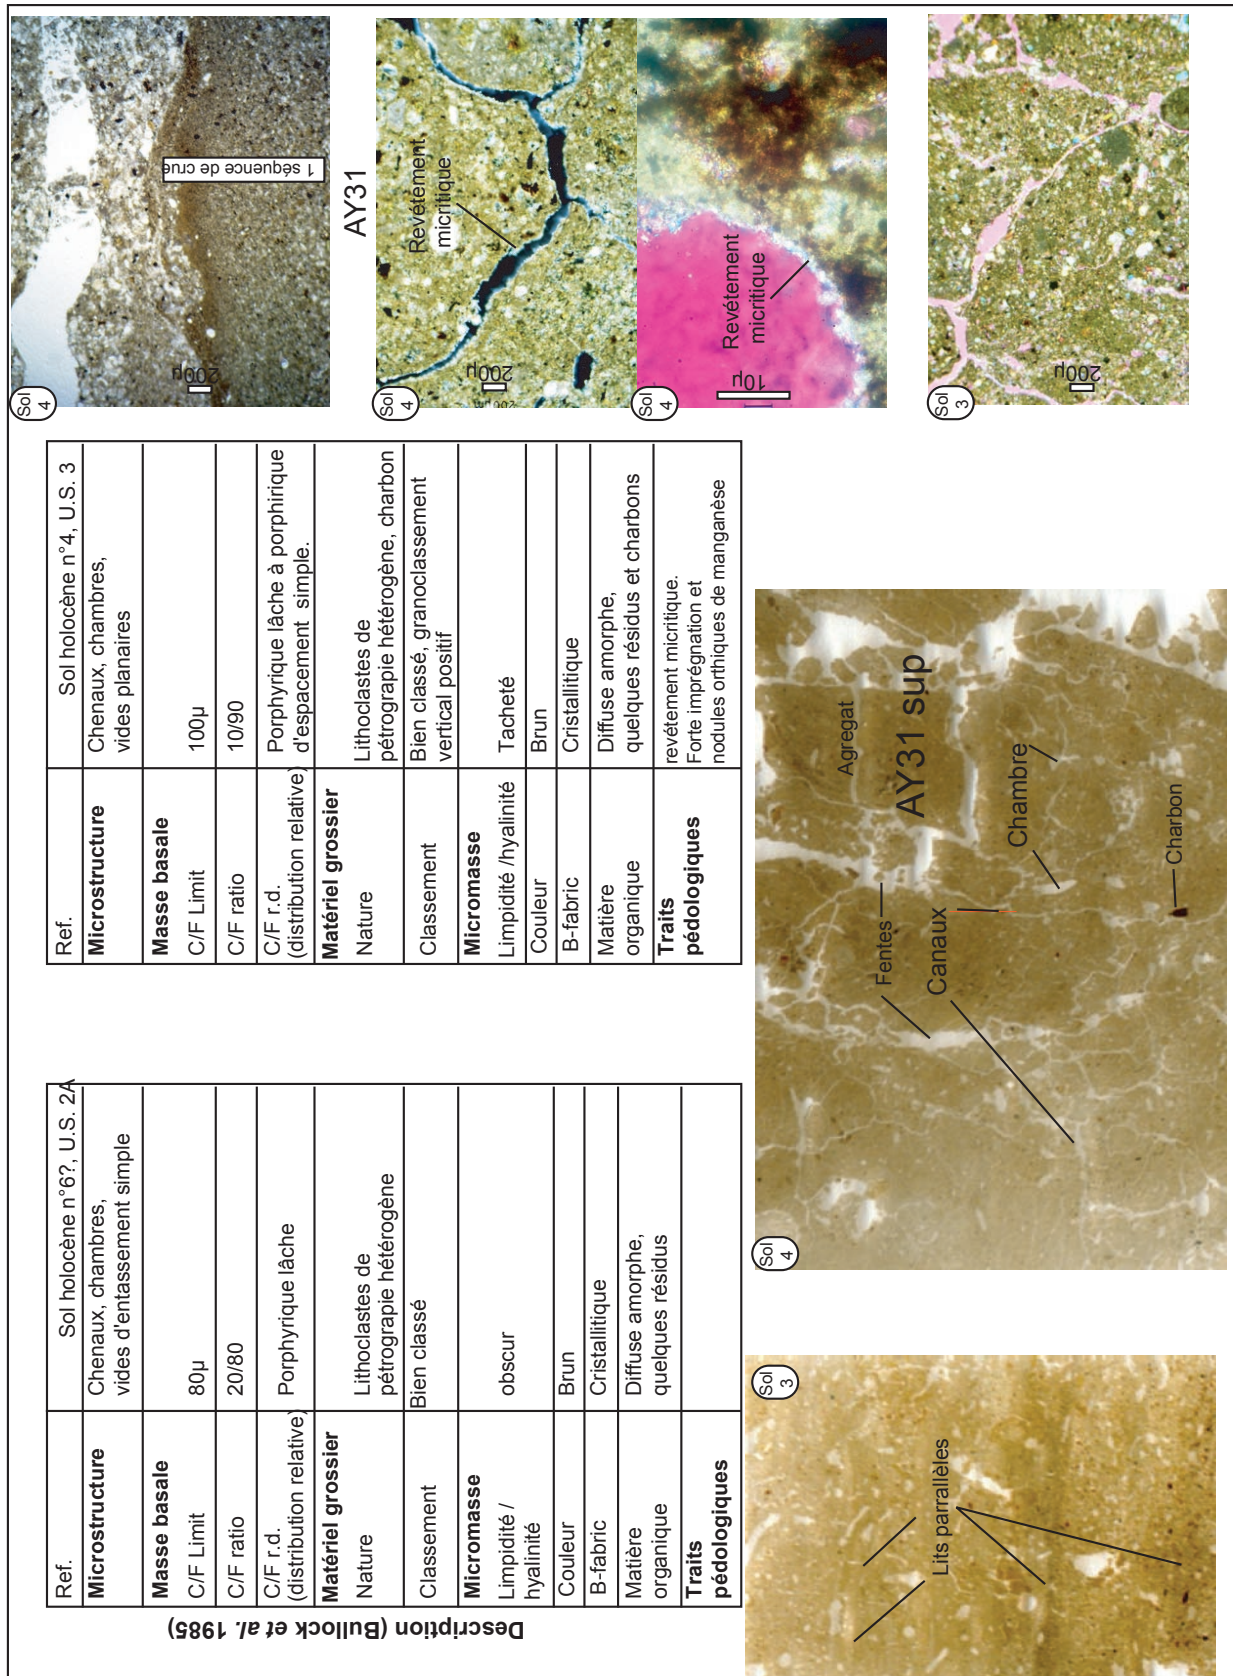 Description (Bullock et al. 1985)
Ref. Sol holocène n°6?, U.S. 2A
Microstructure Chenaux, chambres,
vides d'entassement simple
Masse basale
C/F Limit 80µ
C/F ratio 20/80
C/F r.d. Porphyrique lâche
(distribution relative)
Matériel grossier
Nature Lithoclastes de
pétrograpie hétérogène
Classement Bien classé
Micromasse
Limpidité / obscur
hyalinité
Couleur Brun
B-fabric Cristallitique
Matière Diffuse amorphe,
organique quelques résidus
Traits
pédologiques
Ref. Sol holocène n°4, U.S. 3
Microstructure Chenaux, chambres,
vides planaires
Masse basale
C/F Limit 100µ
C/F ratio 10/90
C/F r.d. Porphyrique lâche à porphirique
(distribution relative) d'espacement simple.
Matériel grossier
Nature Lithoclastes de
pétrograpie hétérogène, charbon
Classement Bien classé, granoclassement
vertical positif
Micromasse
Limpidité /hyalinité Tacheté
Couleur Brun
B-fabric Cristallitique
Matière Diffuse amorphe,
organique quelques résidus et charbons
Traits revétement micritique.
pédologiques Forte imprégnation et
nodules orthiques de manganèse
Sol
4
200µ
1 séquence de crue
AY31
Sol
4
200µ
Revétement
micritique
Sol
4
10µ
Revétement
micritique
Sol
3
200µ
Sol
3
Lits parrallèles
Sol
4
Fentes
Canaux
Agregat
AY31 sup
Chambre
Charbon